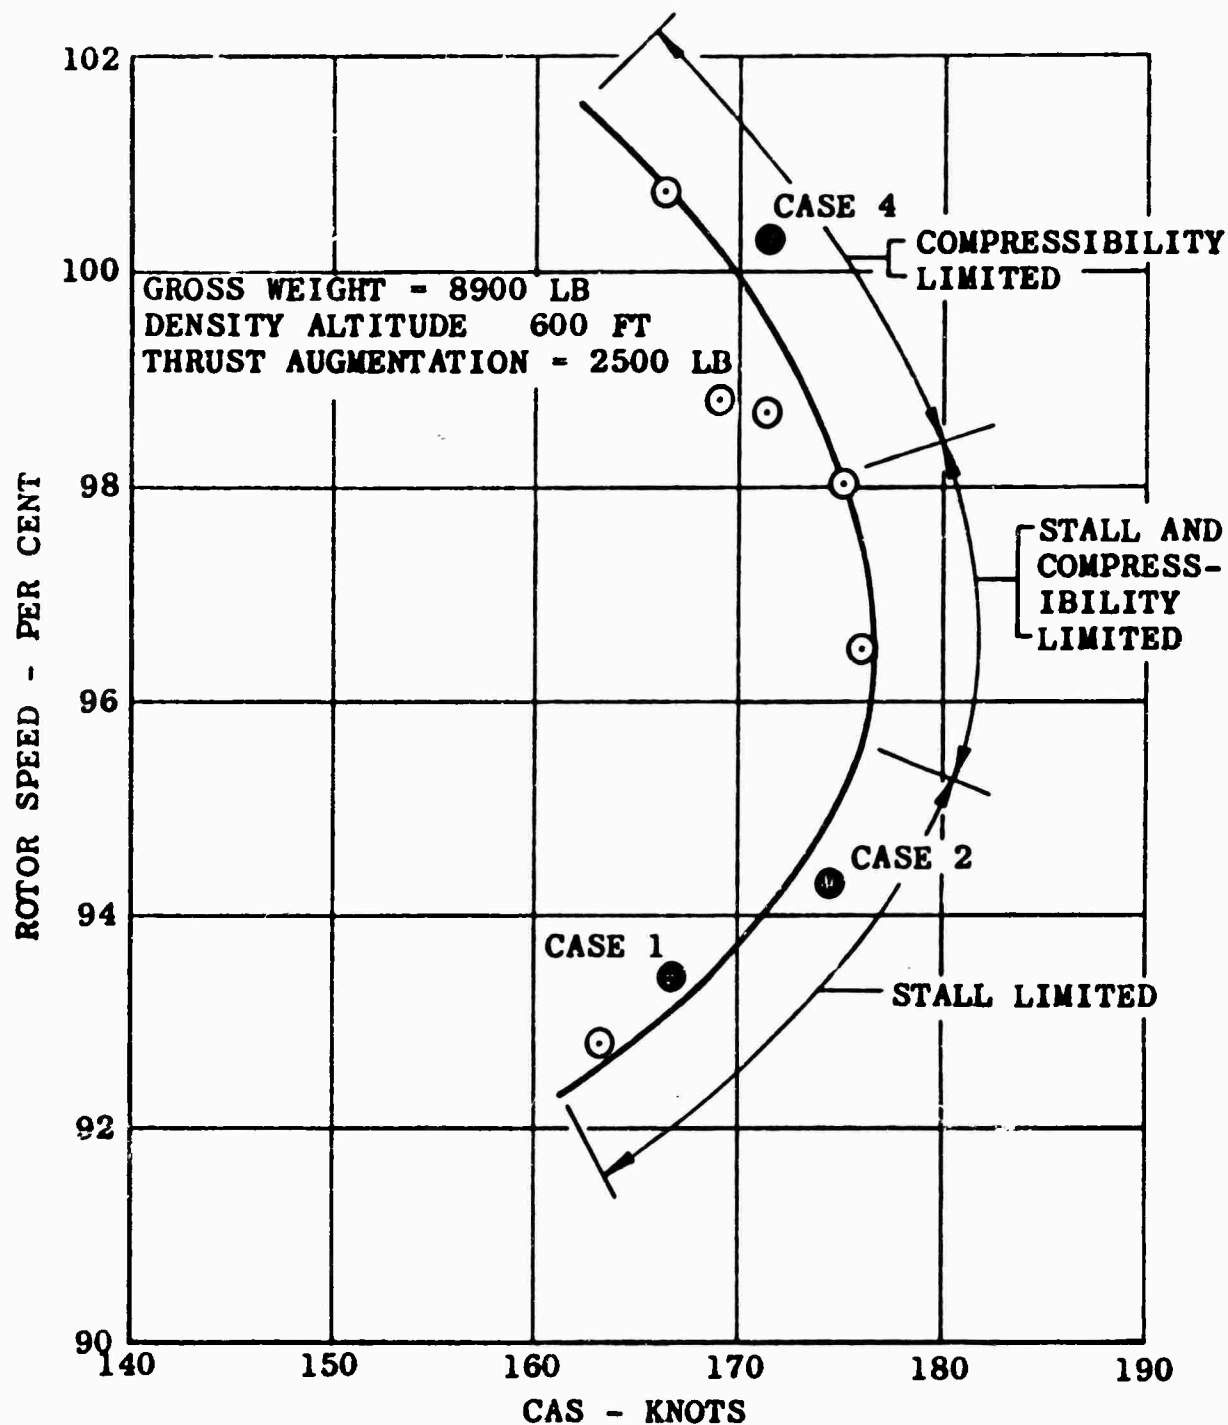 102
CASE 4
COMPRESSIBILITY
LIMITED
100
GROSS WEIGHT = 8900 LB
DENSITY ALTITUDE 600 FT
THRUST AUGMENTATION = 2500 LB
98
STALL AND
COMPRESS-
IBILITY
LIMITED
ROTOR SPEED - PER CENT
96
CASE 2
94
CASE 1
STALL LIMITED
92
90
140 150 160 170 180 190
CAS - KNOTS